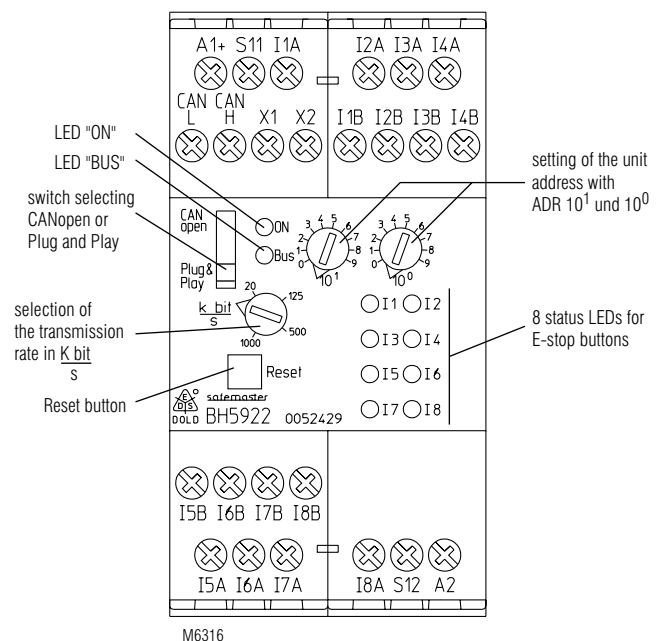 A1+ S11 I1A
I2A I3A I4A
CAN CAN
L H X1 X2
I1B I2B I3B I4B
LED "ON"
LED "BUS"
switch selecting
CANopen or
Plug and Play
selection of
the transmission
rate in K bit
s
Reset button
CAN
open
Plug&
Play
ON
Bus
0 1 2 3 4 5 6 7 8 9
10¹
0 1 2 3 4 5 6 7 8 9
10⁰
setting of the unit
address with
ADR 10¹ und 10⁰
k bit
s
20
125
500
1000
Reset
I1 I2
I3 I4
I5 I6
I7 I8
8 status LEDs for
E-stop buttons
E
D S
DOLD
safemaster
BH5922 0052429
I5B I6B I7B I8B
I5A I6A I7A
I8A S12 A2
M6316